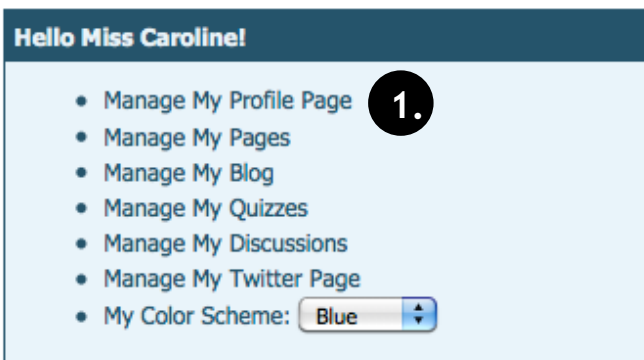 Hello Miss Caroline!
• Manage My Profile Page 1.
• Manage My Pages
• Manage My Blog
• Manage My Quizzes
• Manage My Discussions
• Manage My Twitter Page
• My Color Scheme: Blue